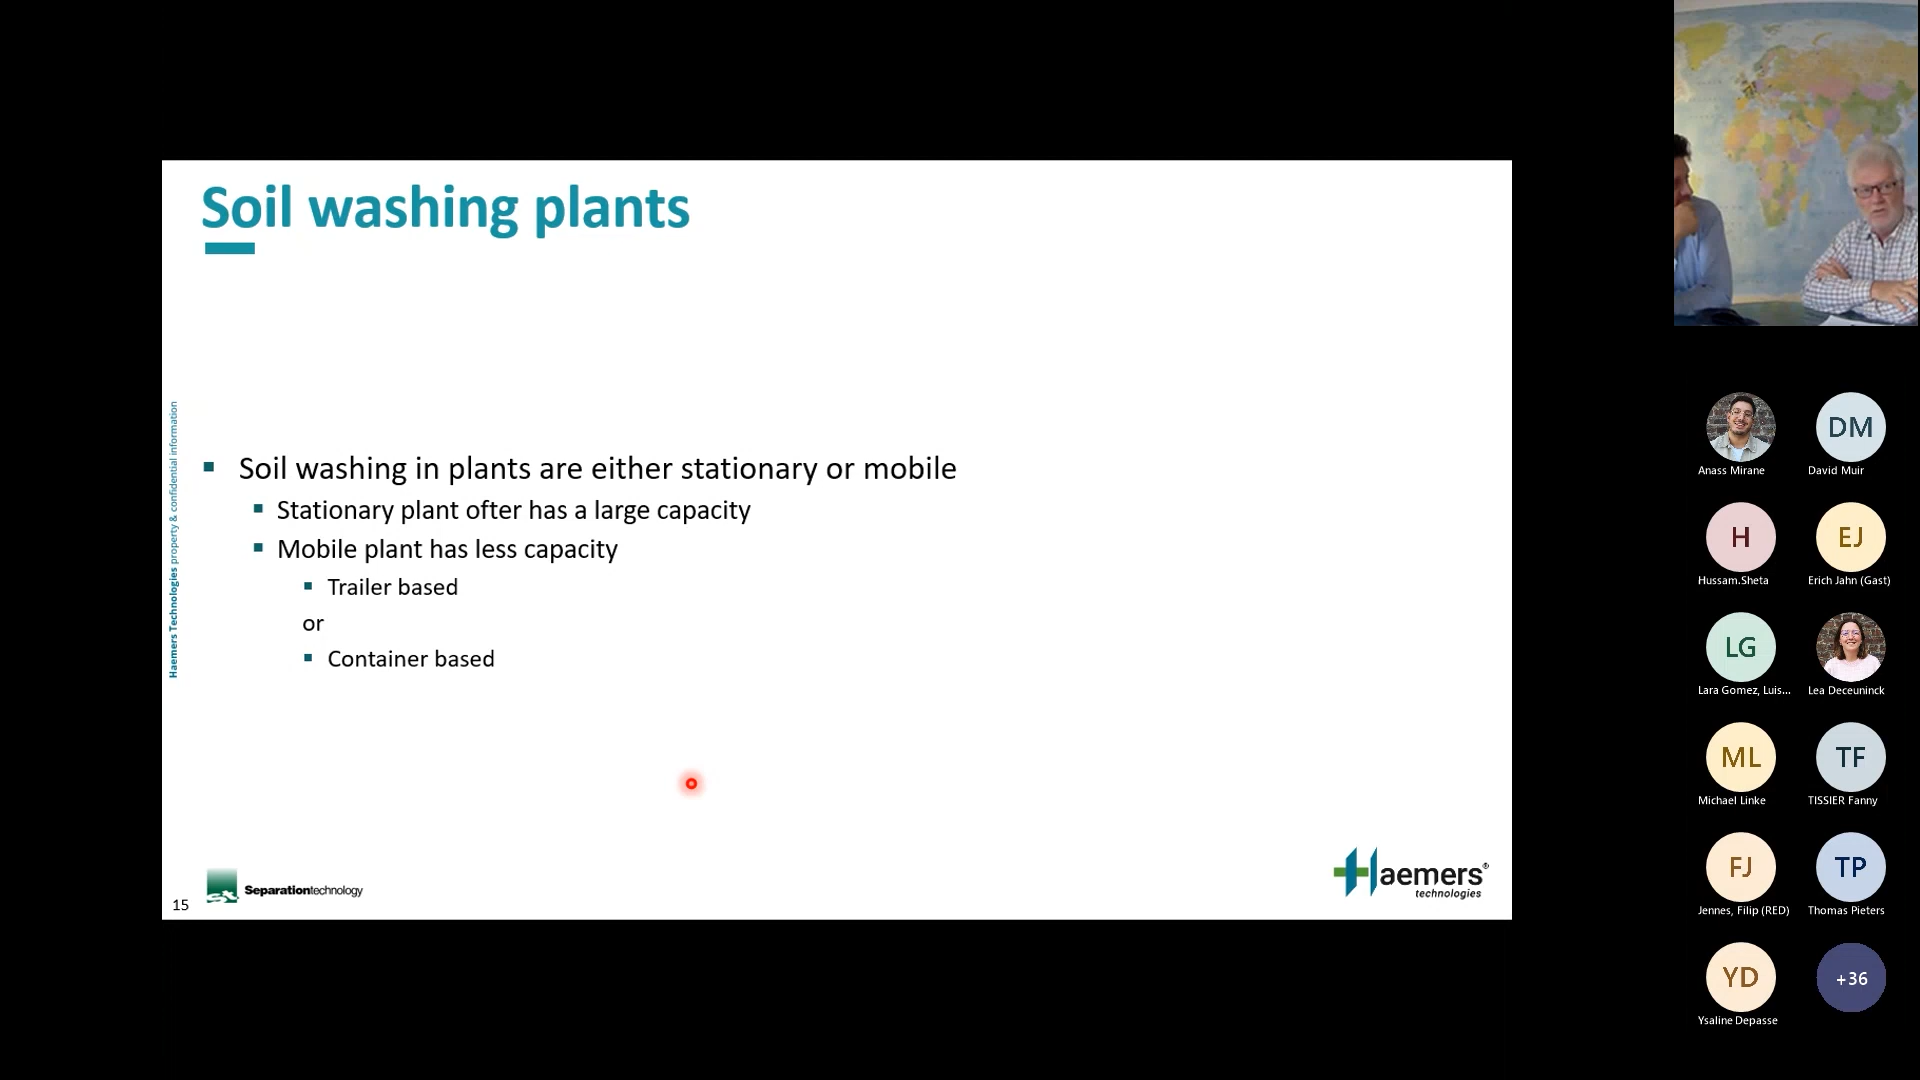 Soil washing plants
Soil washing in plants are either stationary or mobile
Stationary plant ofter has a large capacity
Mobile plant has less capacity
Trailer based
or
Container based
Haemers Technologies property & confidential information
15
st Separationtechnology
Haemers®
technologies
Anass Mirane
DM
David Muir
H
Hussam.Sheta
EJ
Erich Jahn (Gast)
LG
Lara Gomez, Luis...
Lea Deceuninck
ML
Michael Linke
TF
TISSIER Fanny
FJ
Jennes, Filip (RED)
TP
Thomas Pieters
YD
Ysaline Depasse
+36